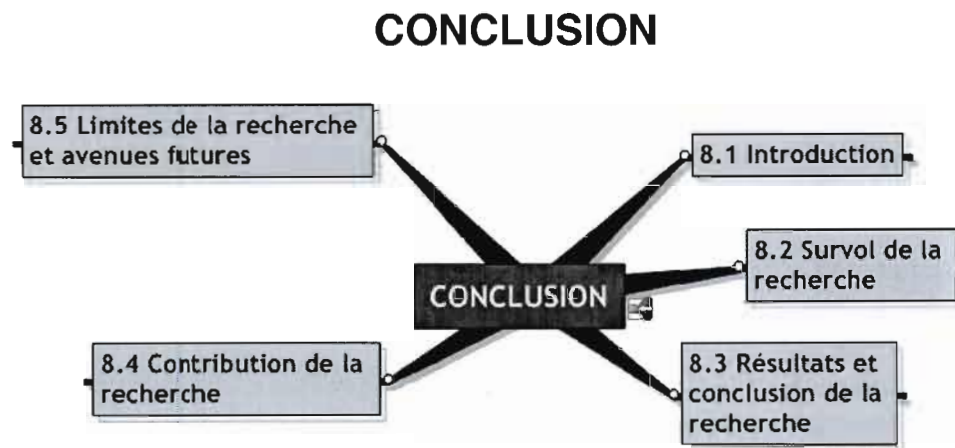 CONCLUSION
8.5 Limites de la recherche
et avenues futures
8.1 Introduction
8.2 Survol de la
recherche
CONCLUSION
8.4 Contribution de la
recherche
8.3 Résultats et
conclusion de la
recherche